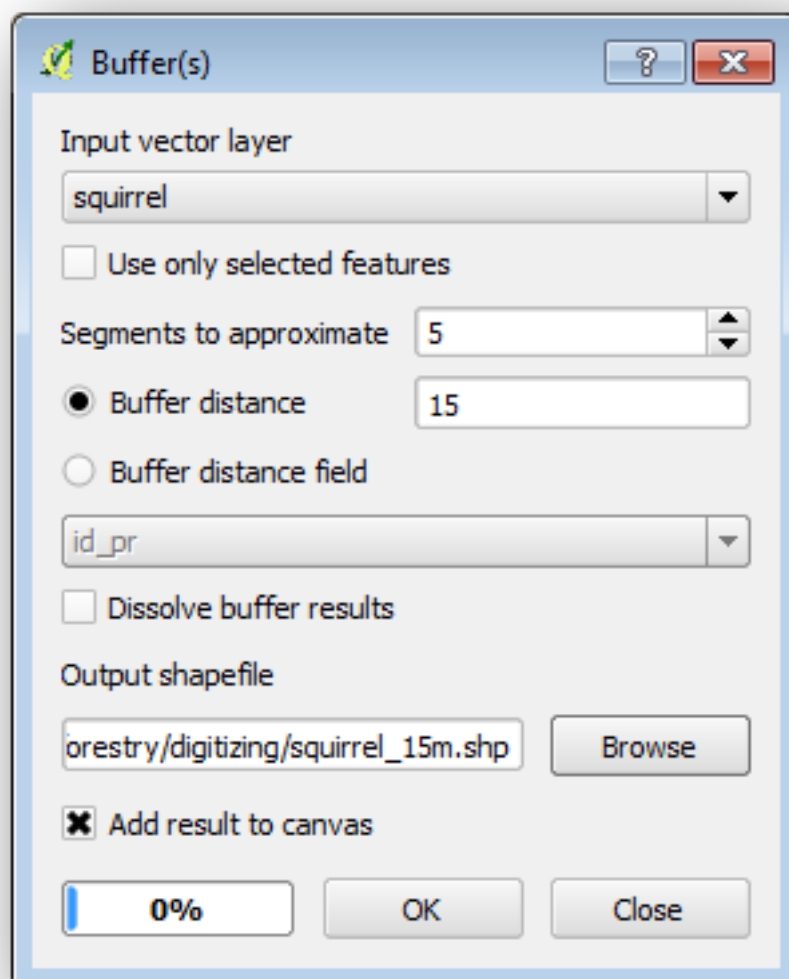 Buffer(s)
Input vector layer
squirrel
Use only selected features
Segments to approximate 5
Buffer distance 15
Buffer distance field
id_pr
Dissolve buffer results
Output shapefile
orestry/digitizing/squirrel_15m.shp Browse
Add result to canvas
0% OK Close